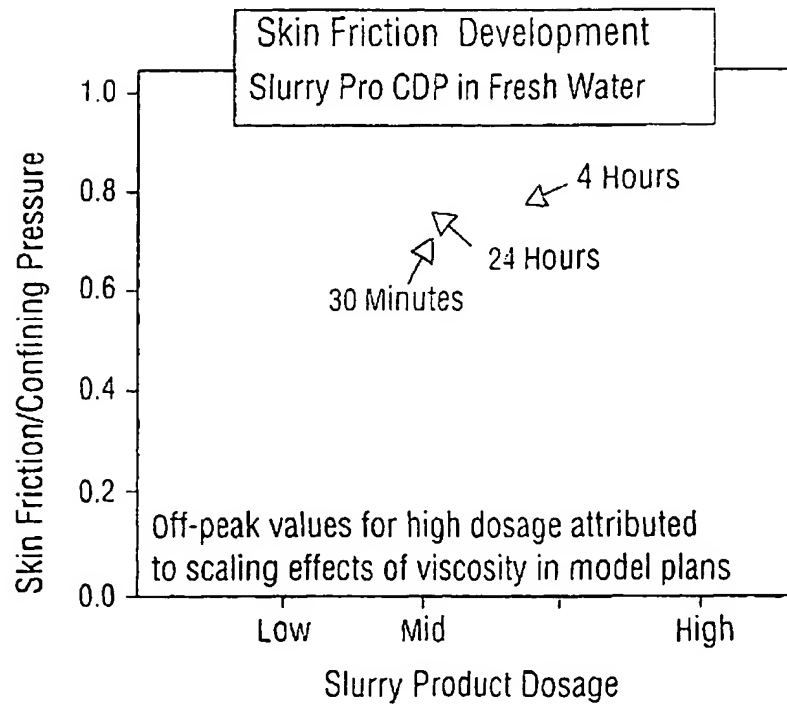 Skin Friction Development
Slurry Pro CDP in Fresh Water
Skin Friction/Confining Pressure
1.0
0.8
0.6
0.4
0.2
0.0
4 Hours
24 Hours
30 Minutes
Off-peak values for high dosage attributed
to scaling effects of viscosity in model plans
Low Mid High
Slurry Product Dosage